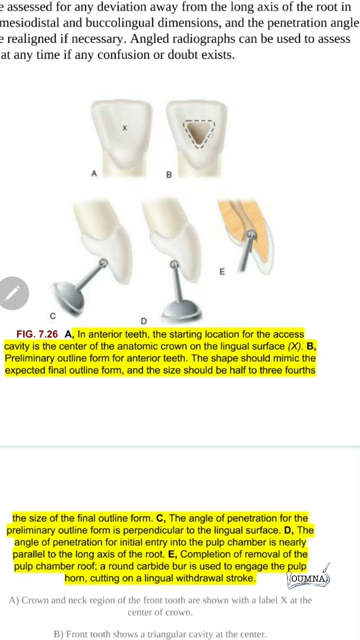 e assessed for any deviation away from the long axis of the root in
mesiodistal and buccolingual dimensions, and the penetration angle
e realigned if necessary. Angled radiographs can be used to assess
at any time if any confusion or doubt exists.
X
A
B
C
D
E
FIG. 7.26 A, In anterior teeth, the starting location for the access
cavity is the center of the anatomic crown on the lingual surface (X). B,
Preliminary outline form for anterior teeth. The shape should mimic the
expected final outline form, and the size should be half to three fourths
the size of the final outline form. C, The angle of penetration for the
preliminary outline form is perpendicular to the lingual surface. D, The
angle of penetration for initial entry into the pulp chamber is nearly
parallel to the long axis of the root. E, Completion of removal of the
pulp chamber roof; a round carbide bur is used to engage the pulp
horn, cutting on a lingual withdrawal stroke.
OUMNA
A) Crown and neck region of the front tooth are shown with a label X at the
center of crown.
B) Front tooth shows a triangular cavity at the center.